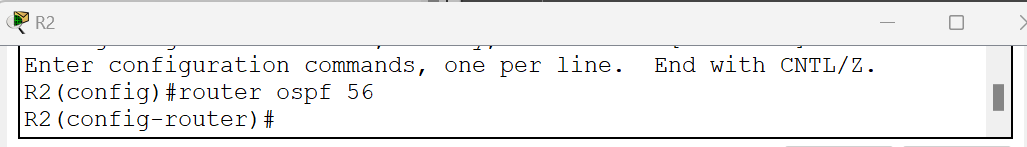 R2
Enter configuration commands, one per line.  End with CNTL/Z.
R2(config)#router ospf 56
R2(config-router)#